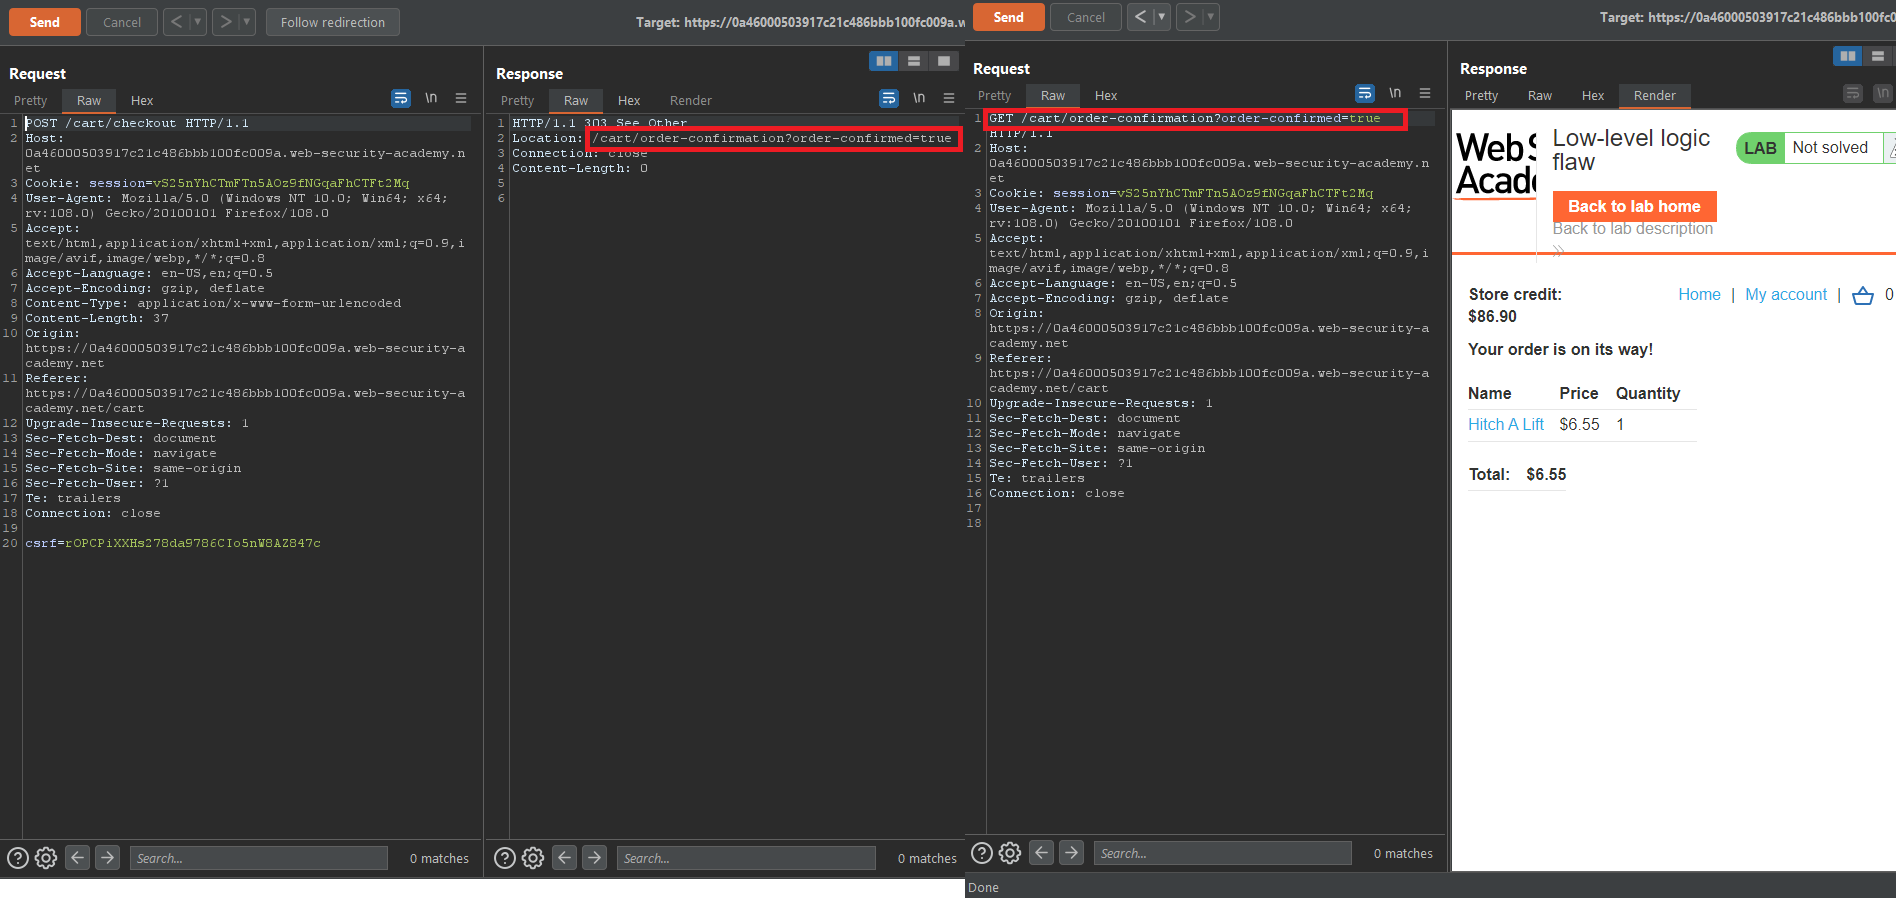 Send
Cancel
Follow redirection
Target: https://0a46000503917c21c486bbb100fc009a.w
Request
Pretty
Raw
Hex
\n
1 POST /cart/checkout HTTP/1.1
2 Host:
0a46000503917c21c486bbb100fc009a.web-security-academy.n
et
3 Cookie: session=vS25nYhCTmFTn5AOz9fNGqaFhCTFt2Mq
4 User-Agent: Mozilla/5.0 (Windows NT 10.0; Win64; x64;
rv:108.0) Gecko/20100101 Firefox/108.0
5 Accept:
text/html,application/xhtml+xml,application/xml;q=0.9,i
mage/avif,image/webp,*/*;q=0.8
6 Accept-Language: en-US,en;q=0.5
7 Accept-Encoding: gzip, deflate
8 Content-Type: application/x-www-form-urlencoded
9 Content-Length: 37
10 Origin:
https://0a46000503917c21c486bbb100fc009a.web-security-a
cademy.net
11 Referer:
https://0a46000503917c21c486bbb100fc009a.web-security-a
cademy.net/cart
12 Upgrade-Insecure-Requests: 1
13 Sec-Fetch-Dest: document
14 Sec-Fetch-Mode: navigate
15 Sec-Fetch-Site: same-origin
16 Sec-Fetch-User: ?1
17 Te: trailers
18 Connection: close
19
20 csrf=rOPCPiXXHs278da9786CIo5nW8AZ847c
Search...
0 matches
Response
Pretty
Raw
Hex
Render
\n
1 HTTP/1.1 303 See Other
2 Location: /cart/order-confirmation?order-confirmed=true
3 Connection: close
4 Content-Length: 0
5
6
Search...
0 matches
Send
Cancel
Target: https://0a46000503917c21c486bbb100fc0
Request
Pretty
Raw
Hex
\n
1 GET /cart/order-confirmation?order-confirmed=true
HTTP/1.1
2 Host:
0a46000503917c21c486bbb100fc009a.web-security-academy.n
et
3 Cookie: session=vS25nYhCTmFTn5AOz9fNGqaFhCTFt2Mq
4 User-Agent: Mozilla/5.0 (Windows NT 10.0; Win64; x64;
rv:108.0) Gecko/20100101 Firefox/108.0
5 Accept:
text/html,application/xhtml+xml,application/xml;q=0.9,i
mage/avif,image/webp,*/*;q=0.8
6 Accept-Language: en-US,en;q=0.5
7 Accept-Encoding: gzip, deflate
8 Origin:
https://0a46000503917c21c486bbb100fc009a.web-security-a
cademy.net
9 Referer:
https://0a46000503917c21c486bbb100fc009a.web-security-a
cademy.net/cart
10 Upgrade-Insecure-Requests: 1
11 Sec-Fetch-Dest: document
12 Sec-Fetch-Mode: navigate
13 Sec-Fetch-Site: same-origin
14 Sec-Fetch-User: ?1
15 Te: trailers
16 Connection: close
17
18
Search...
0 matches
Done
Response
Pretty
Raw
Hex
Render
\n
Web S
Acade
Low-level logic
flaw
LAB Not solved
Back to lab home
Back to lab description
Store credit:
$86.90
Home | My account | 0
Your order is on its way!
Name Price Quantity
Hitch A Lift $6.55 1
Total: $6.55